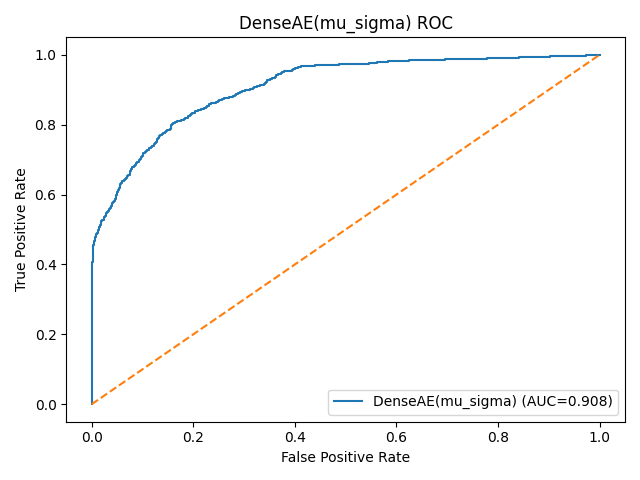 DenseAE(mu_sigma) ROC
True Positive Rate
1.0
0.8
0.6
0.4
0.2
0.0
0.0 0.2 0.4 0.6 0.8 1.0
False Positive Rate
DenseAE(mu_sigma) (AUC=0.908)